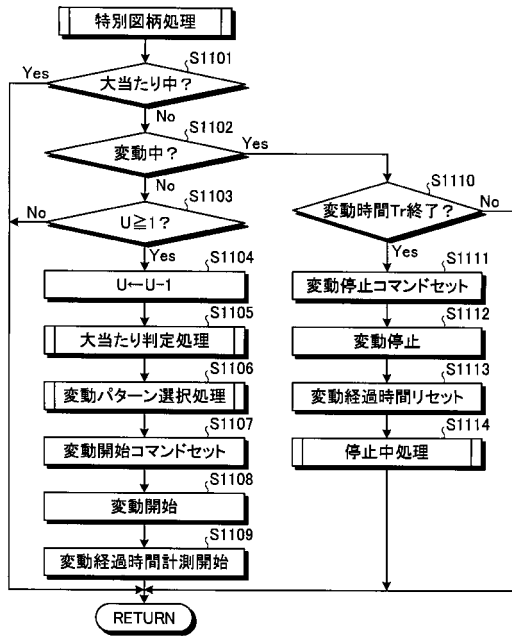 特別図柄処理
S1101
Yes
大当たり中？
No
S1102
変動中？
Yes
No
S1103
No
U≧1？
Yes
S1104
U←U-1
S1105
大当たり判定処理
S1106
変動パターン選択処理
S1107
変動開始コマンドセット
S1108
変動開始
S1109
変動経過時間計測開始
S1110
変動時間Tr終了？
No
Yes
S1111
変動停止コマンドセット
S1112
変動停止
S1113
変動経過時間リセット
S1114
停止中処理
RETURN